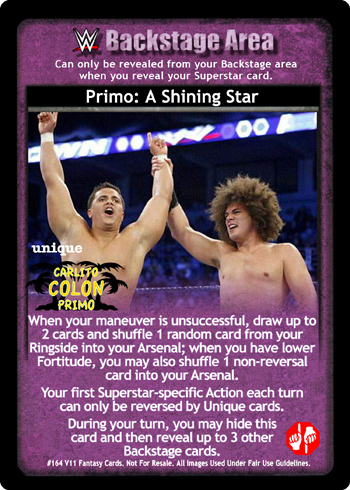 W
Backstage Area
Can only be revealed from your Backstage area
when you reveal your Superstar card.
Primo: A Shining Star
unique
CARLITO
COLON
PRIMO
When your maneuver is unsuccessful, draw up to
2 cards and shuffle 1 random card from your
Ringside into your Arsenal; when you have lower
Fortitude, you may also shuffle 1 non-reversal
card into your Arsenal.
Your first Superstar-specific Action each turn
can only be reversed by Unique cards.
During your turn, you may hide this
card and then reveal up to 3 other
Backstage cards.
#164 V11 Fantasy Cards. Not For Resale. All Images Used Under Fair Use Guidelines.